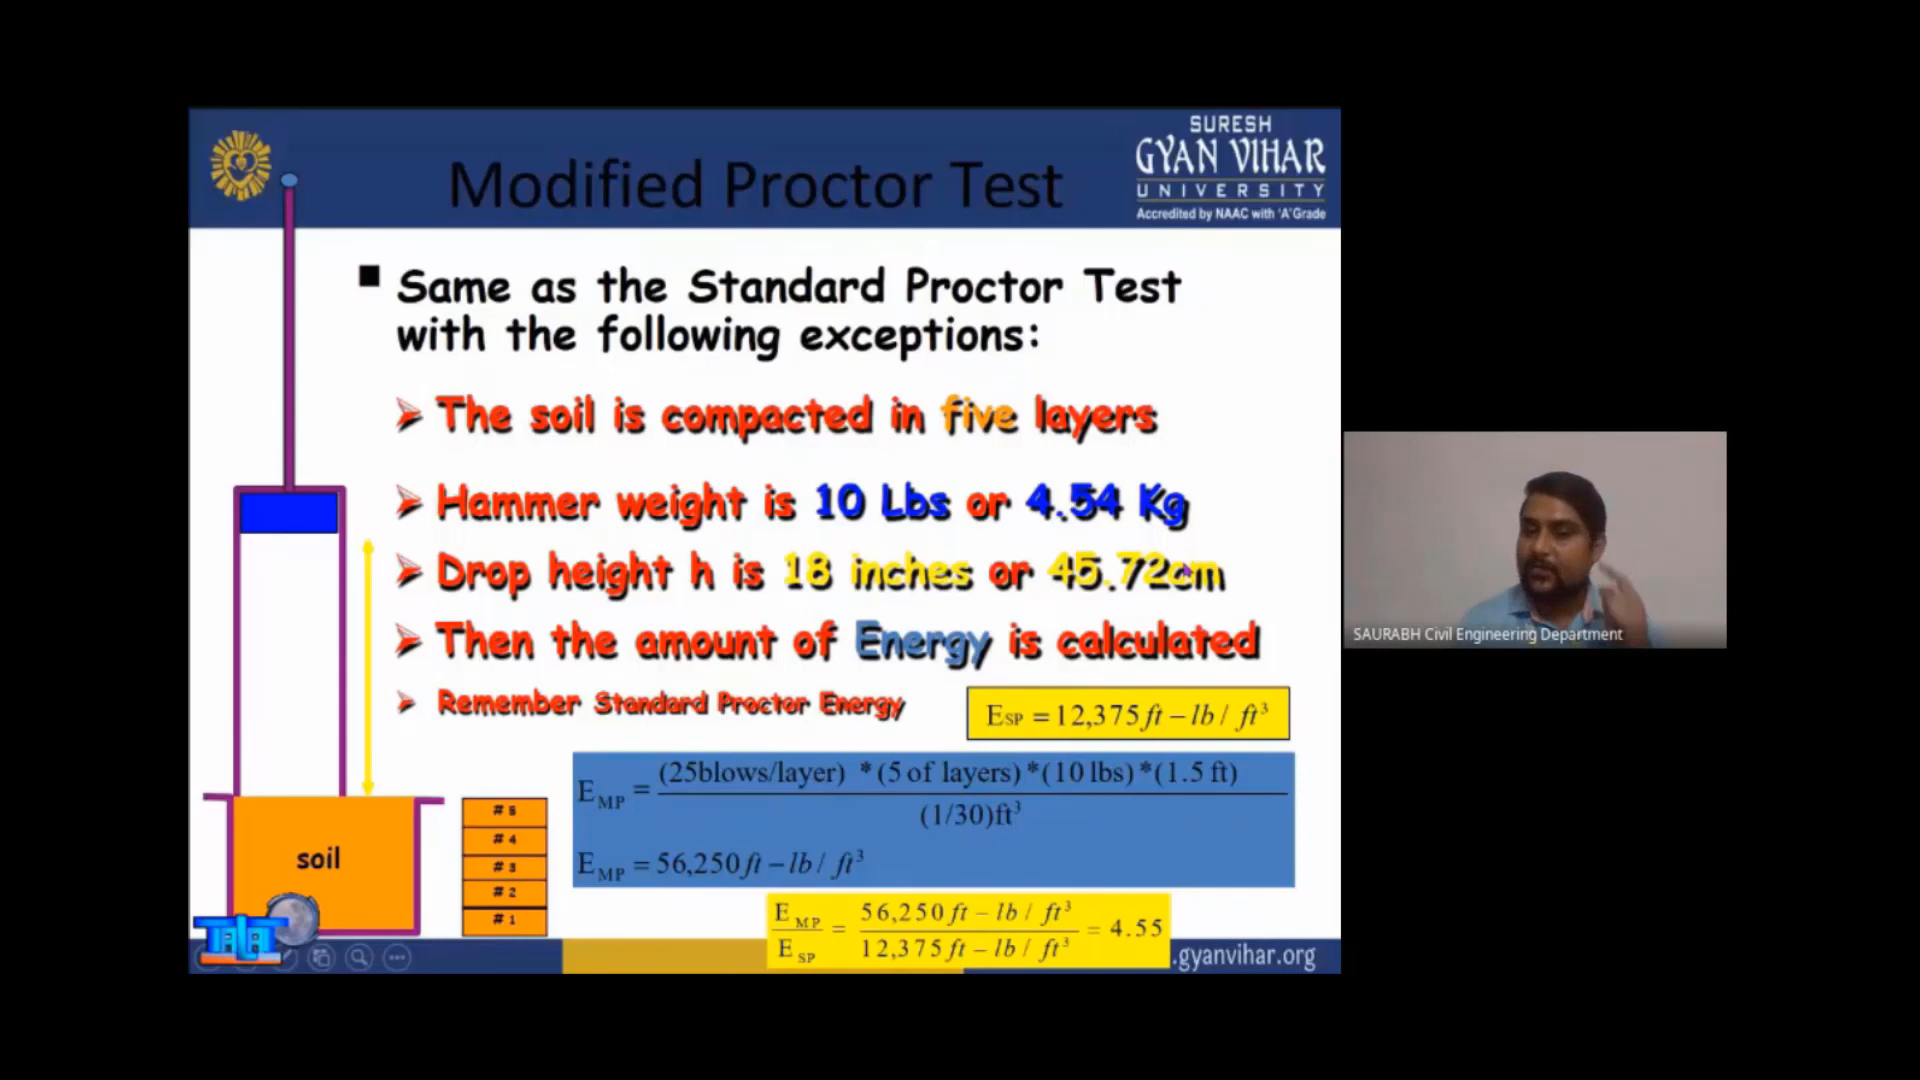 SURESH
GYAN VIHAR
UNIVERSITY
Accredited by NAAC with 'A' Grade
Modified Proctor Test
Same as the Standard Proctor Test
with the following exceptions:
The soil is compacted in five layers
Hammer weight is 10 Lbs or 4.54 Kg
Drop height h is 18 inches or 45.72cm
Then the amount of Energy is calculated
Remember Standard Proctor Energy
E_SP = 12,375 ft – lb / ft³
E_MP = (25blows/layer) *(5 of layers)*(10 lbs)*(1.5 ft) / (1/30)ft³
E_MP = 56,250 ft – lb / ft³
E_MP / E_SP = 56,250 ft – lb / ft³ / 12,375 ft – lb / ft³ = 4.55
# 5
# 4
# 3
# 2
# 1
soil
.gyanvihar.org
SAURABH Civil Engineering Department